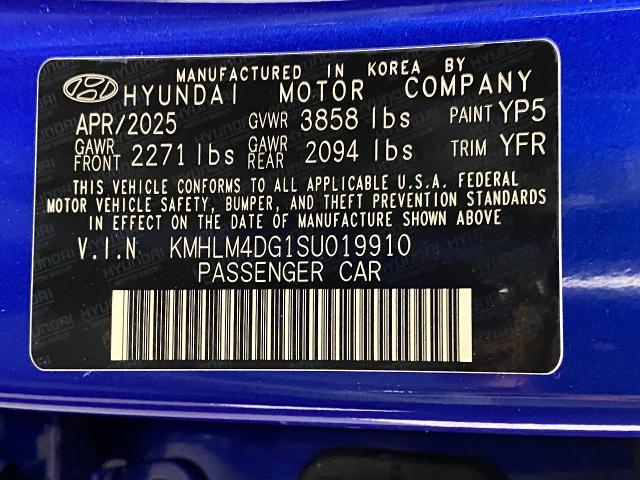 MANUFACTURED IN KOREA BY
HYUNDAI MOTOR COMPANY
APR/2025 GVWR 3858 lbs PAINT YP5
GAWR FRONT 2271 lbs GAWR REAR 2094 lbs TRIM YFR
THIS VEHICLE CONFORMS TO ALL APPLICABLE U.S.A. FEDERAL
MOTOR VEHICLE SAFETY, BUMPER, AND THEFT PREVENTION STANDARDS
IN EFFECT ON THE DATE OF MANUFACTURE SHOWN ABOVE
V.I.N KMHLM4DG1SU019910
PASSENGER CAR